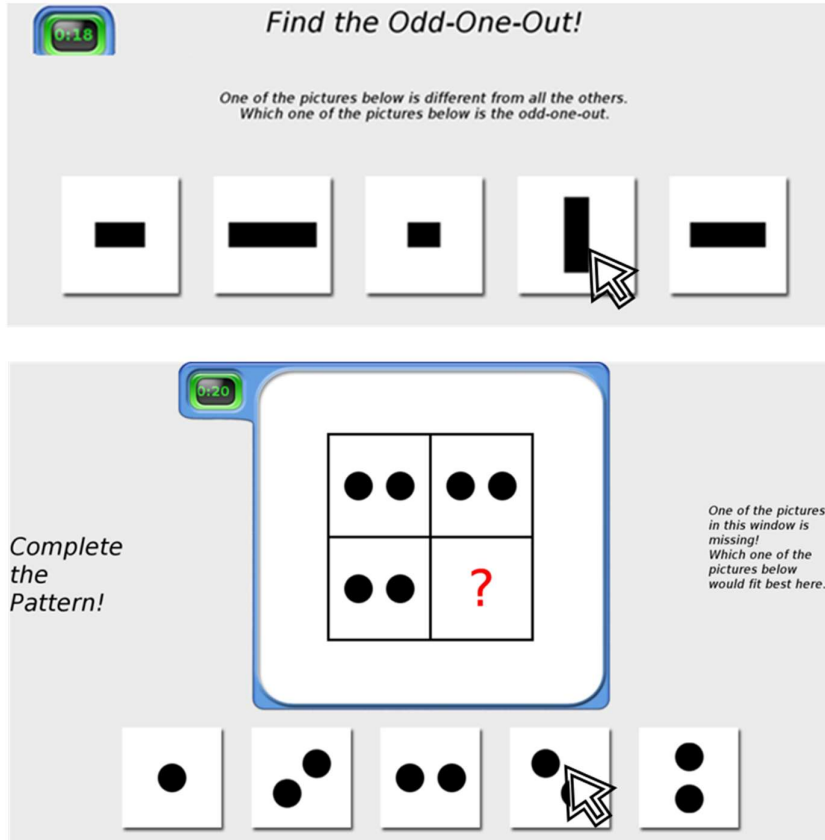 0:18
Find the Odd-One-Out!
One of the pictures below is different from all the others.
Which one of the pictures below is the odd-one-out.
0:20
?
Complete
the
Pattern!
One of the pictures
in this window is
missing!
Which one of the
pictures below
would fit best here.